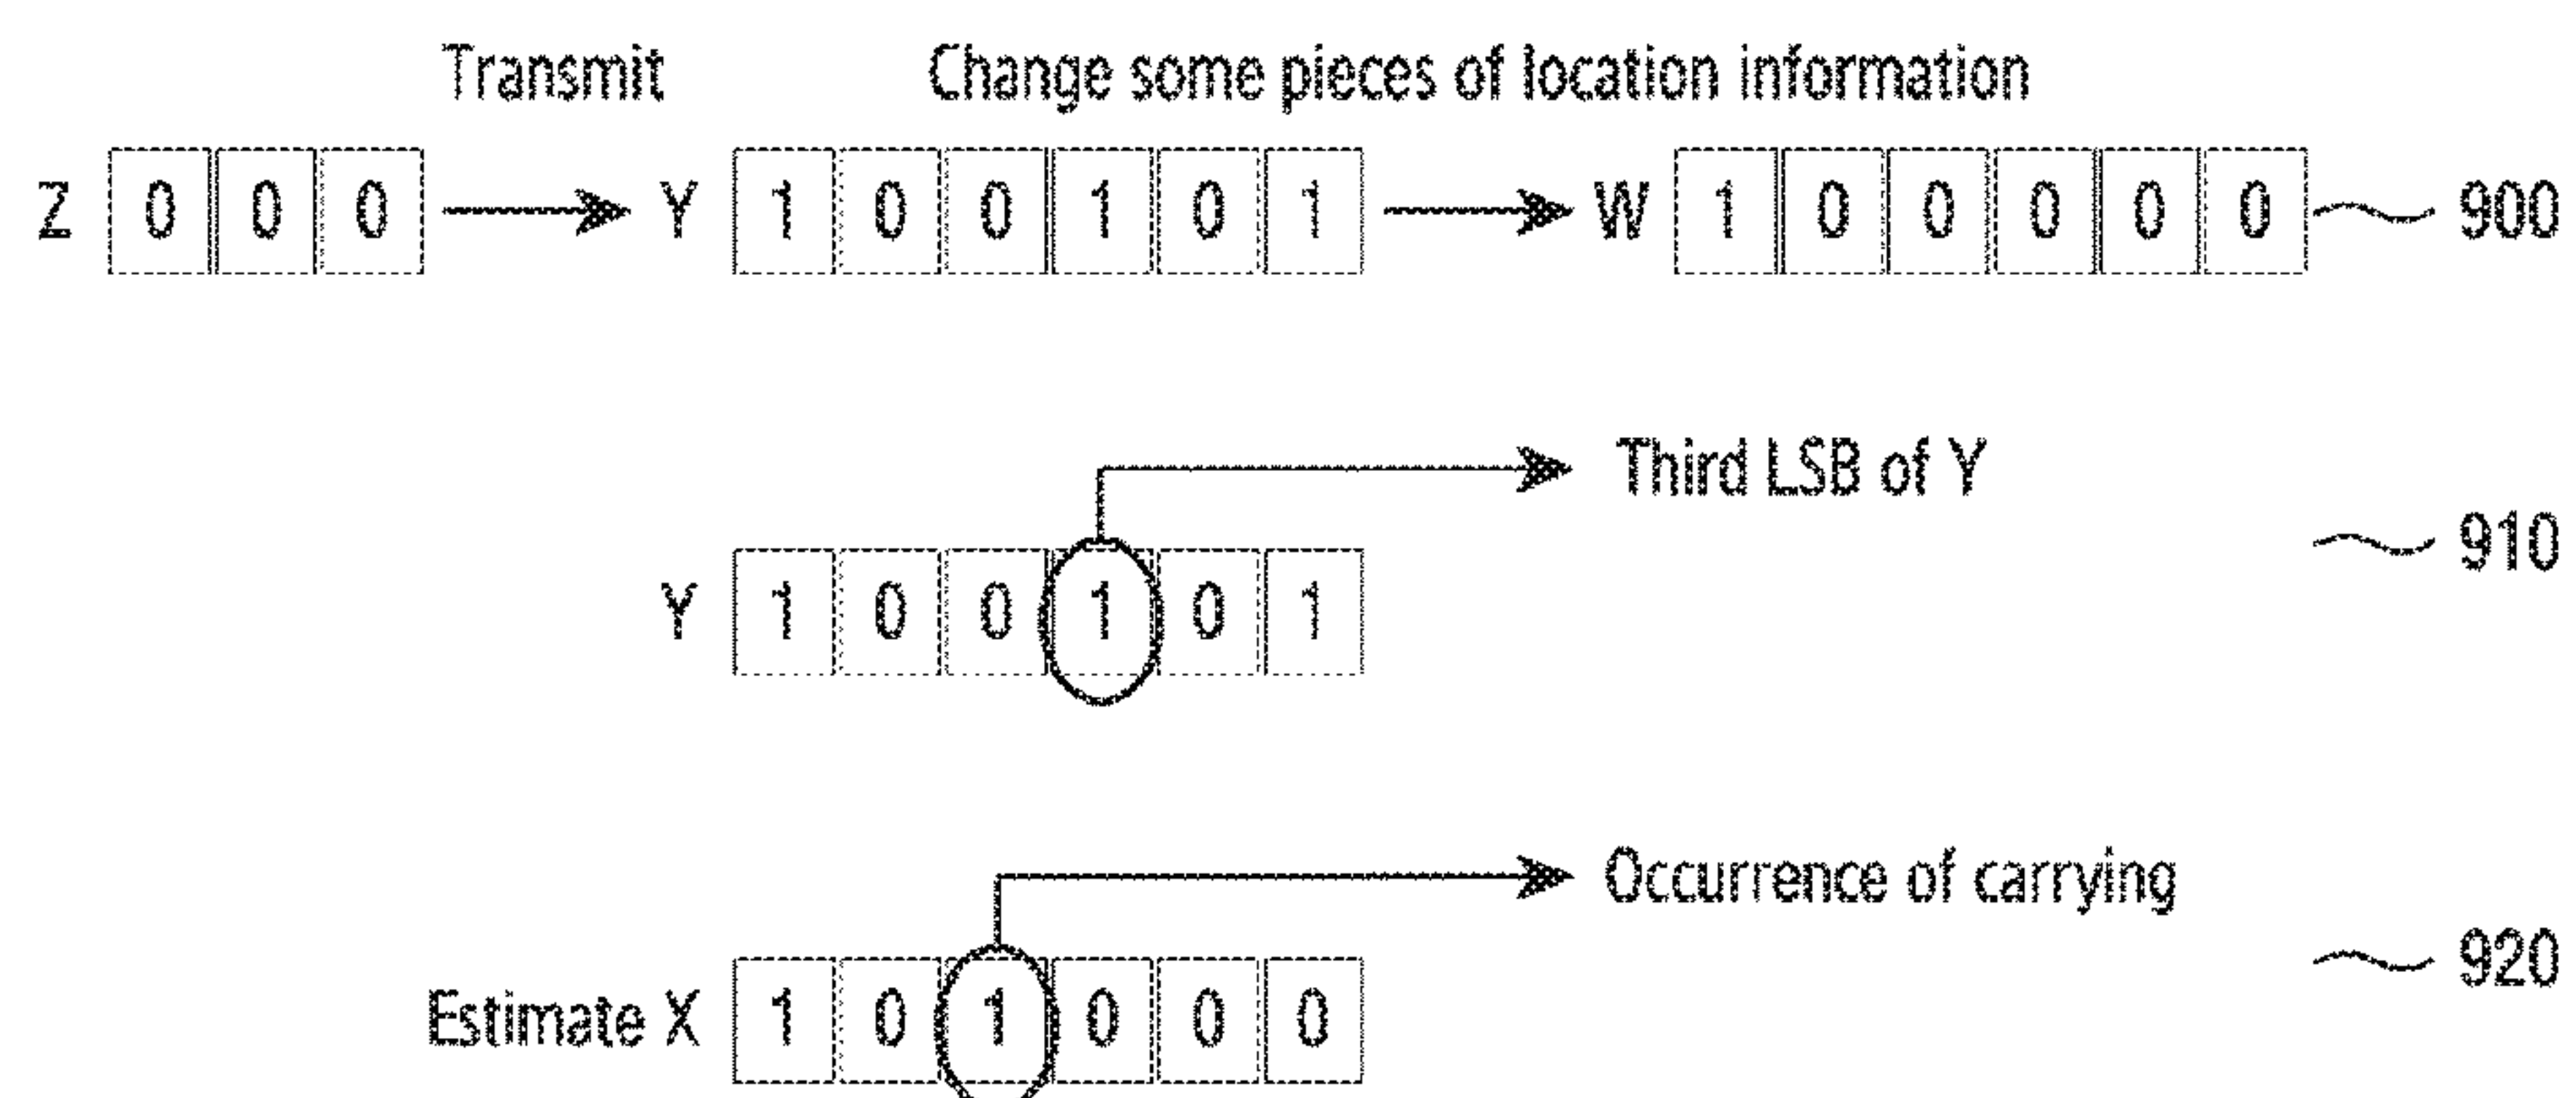 Transmit Change some pieces of location information
Z 0 0 0 Y 1 0 0 1 0 1 W 1 0 0 0 0 0 900
Third LSB of Y
910
Y 1 0 0 1 0 1
Occurrence of carrying
920
Estimate X 1 0 1 0 0 0